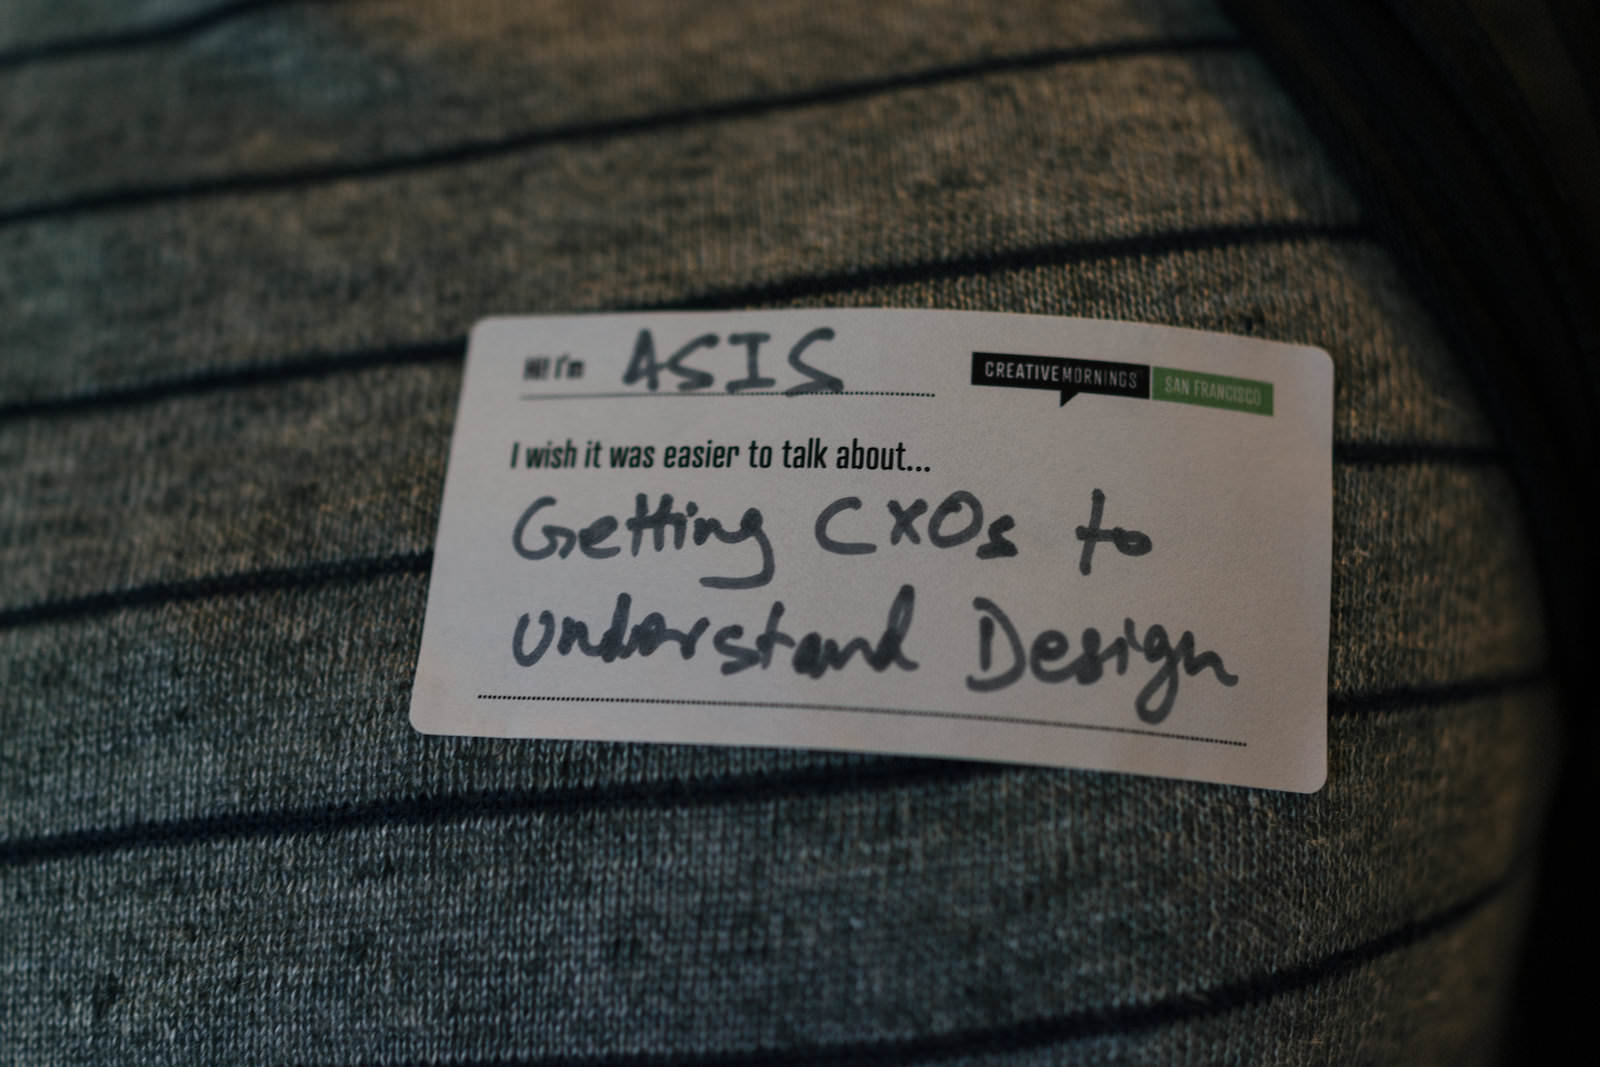 Hi! I'm ASIS
CREATIVEMORNINGS SAN FRANCISCO
I wish it was easier to talk about...
Getting CXOs to
understand Design